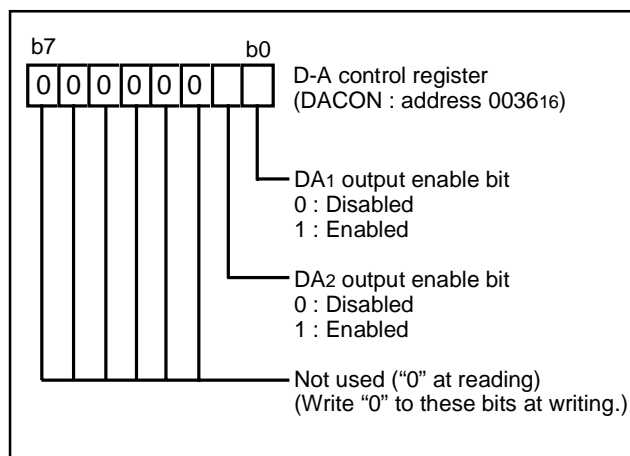 b7 b0
0 0 0 0 0 0
D-A control register
(DACON : address 003616)
DA1 output enable bit
0 : Disabled
1 : Enabled
DA2 output enable bit
0 : Disabled
1 : Enabled
Not used (“0” at reading)
(Write “0” to these bits at writing.)